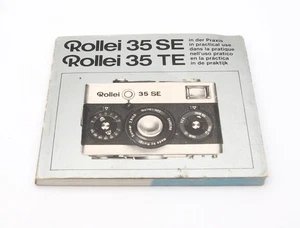 Rollei 35 SE
Rollei 35 TE
in der Praxis
in practical use
dans la pratique
nell'uso pratico
en la práctica
in de praktijk
Rollei 35 SE